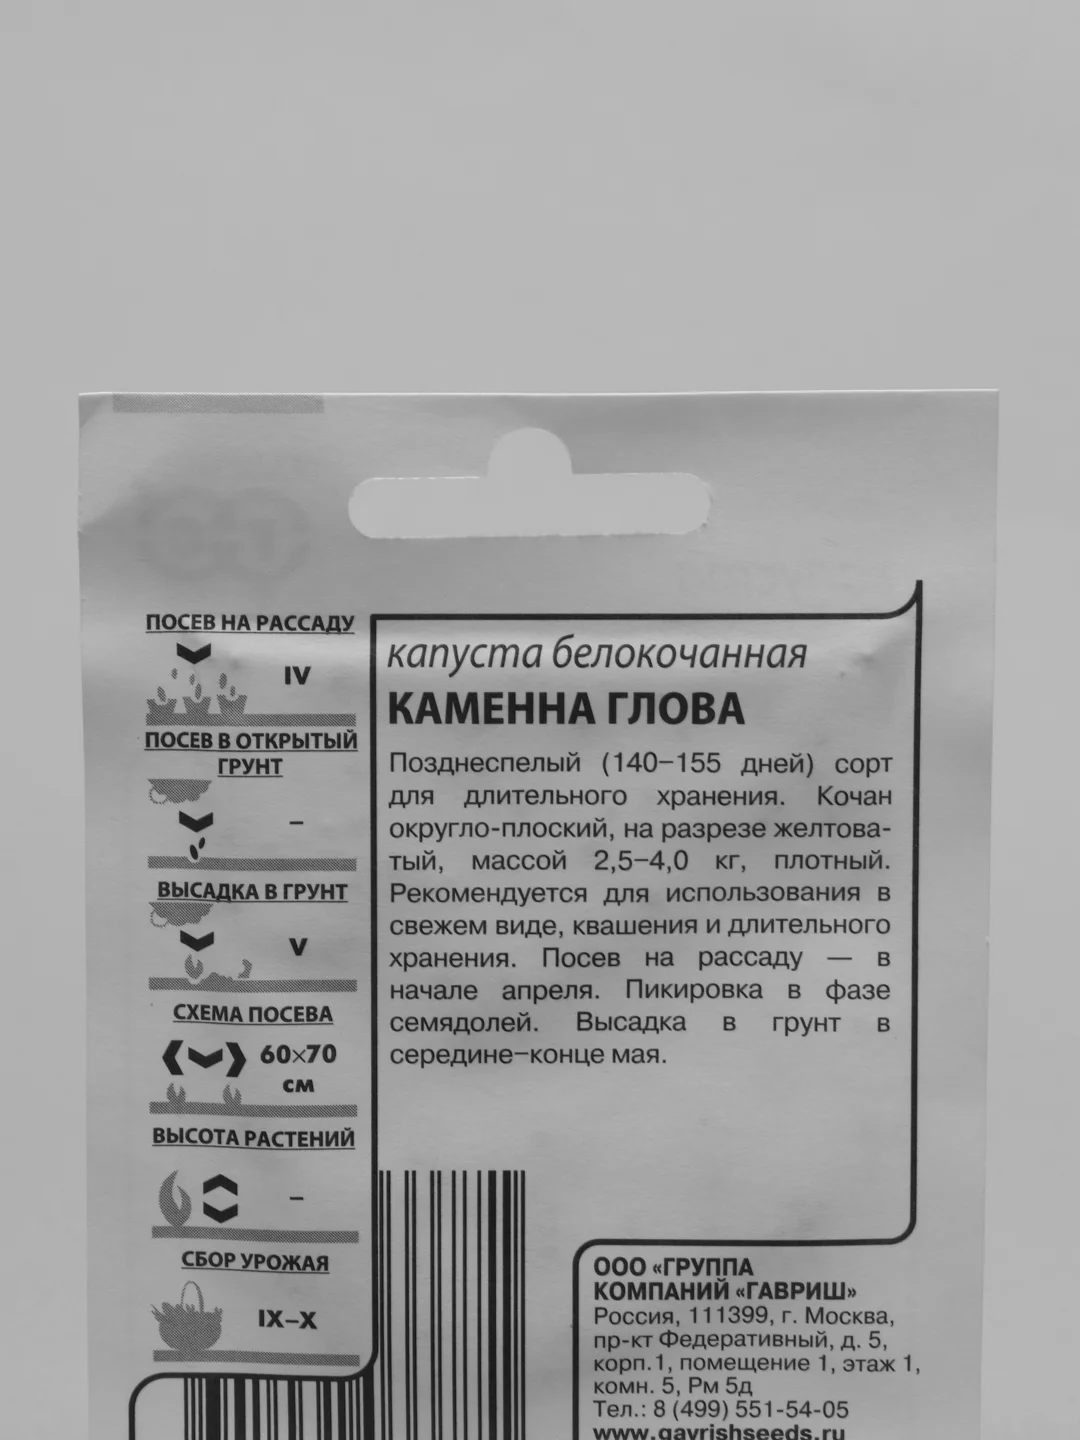 ПОСЕВ НА РАССАДУ
IV
ПОСЕВ В ОТКРЫТЫЙ
ГРУНТ
–
ВЫСАДКА В ГРУНТ
V
СХЕМА ПОСЕВА
60×70
см
ВЫСОТА РАСТЕНИЙ
–
СБОР УРОЖАЯ
IX–X
капуста белокочанная
КАМЕННА ГЛОВА
Позднеспелый (140–155 дней) сорт
для длительного хранения. Кочан
округло-плоский, на разрезе желтова-
тый, массой 2,5–4,0 кг, плотный.
Рекомендуется для использования в
свежем виде, квашения и длительного
хранения. Посев на рассаду — в
начале апреля. Пикировка в фазе
семядолей. Высадка в грунт в
середине–конце мая.
ООО «ГРУППА
КОМПАНИЙ «ГАВРИШ»
Россия, 111399, г. Москва,
пр-кт Федеративный, д. 5,
корп.1, помещение 1, этаж 1,
комн. 5, Рм 5д
Тел.: 8 (499) 551-54-05
www.gavrishseeds.ru